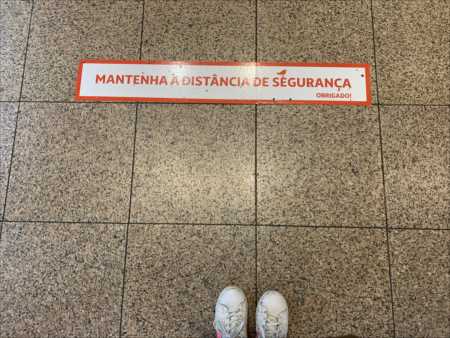 MANTENHA A DISTÂNCIA DE SEGURANÇA
OBRIGADO!